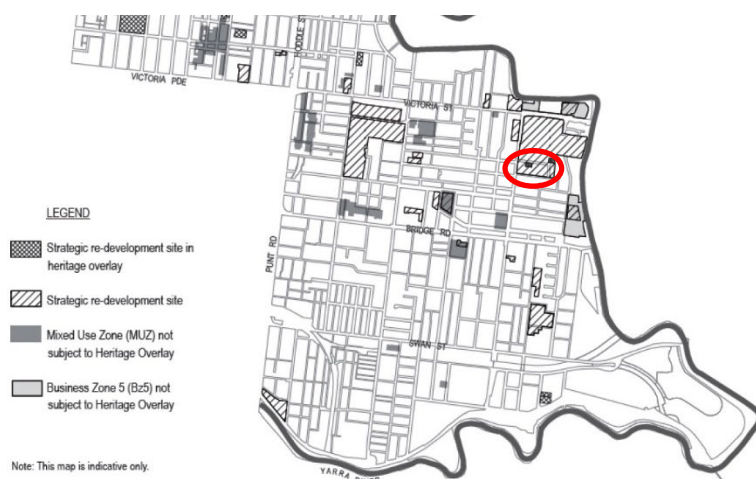 HODDLE ST
VICTORIA PDE
VICTORIA ST
LEGEND
Strategic re-development site in
heritage overlay
PUNT RD
BRIDGE RD
Strategic re-development site
Mixed Use Zone (MUZ) not
subject to Heritage Overlay
SWAN ST
Business Zone 5 (Bz5) not
subject to Heritage Overlay
Note: This map is indicative only.
YARRA